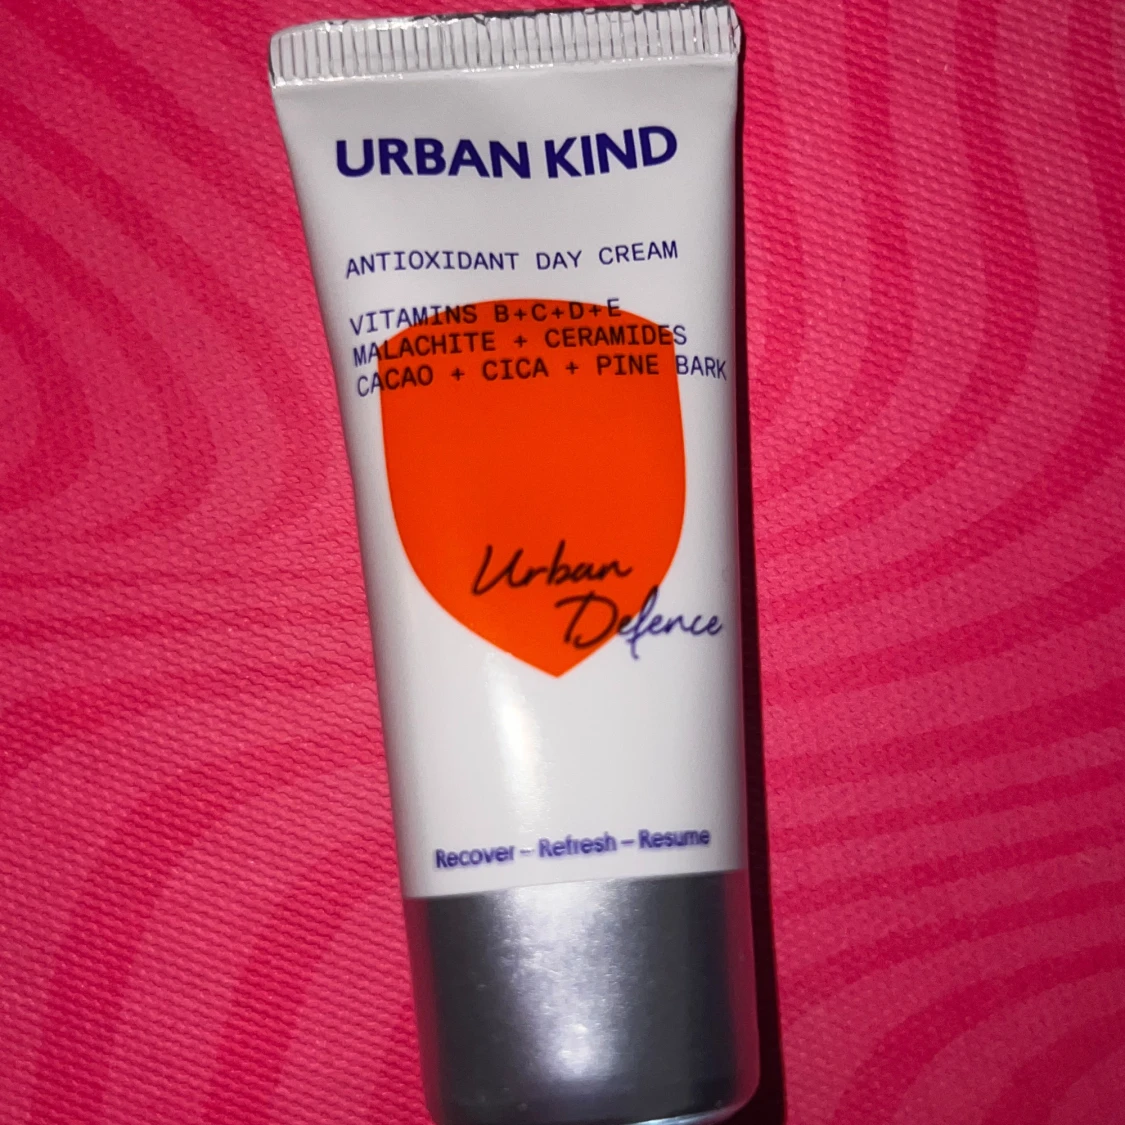 URBAN KIND
ANTIOXIDANT DAY CREAM
VITAMINS B+C+D+E
MALACHITE + CERAMIDES
CACAO + CICA + PINE BARK
Urban
Defence
Recover – Refresh – Resume